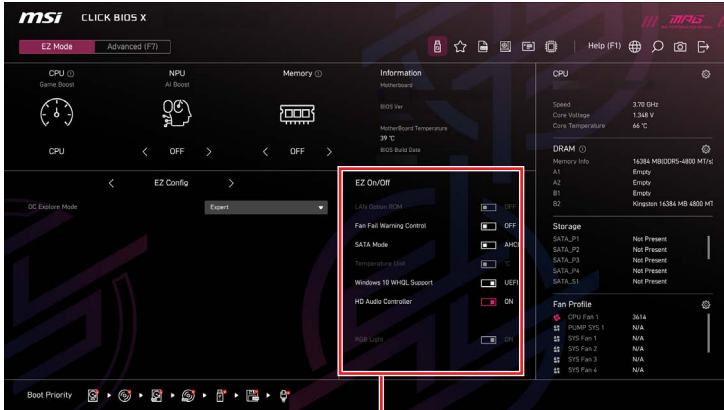 msi CLICK BIOS X
MAG
EZ Mode Advanced (F7) Help (F1)
CPU NPU Memory
Game Boost AI Boost
CPU OFF OFF
Information
Motherboard
BIOS Ver
MotherBoard Temperature
39 °C
BIOS Build Date
CPU
Speed 3.70 GHz
Core Voltage 1.348 V
Core Temperature 66 °C
DRAM
Memory Info 16384 MB(DDR5-4800 MT/s)
A1 Empty
A2 Empty
B1 Empty
B2 Kingston 16384 MB 4800 MT
EZ Config
OC Explore Mode Expert
EZ On/Off
LAN Option ROM OFF
Fan Fail Warning Control OFF
SATA Mode AHCI
Temperature Unit °C
Windows 10 WHQL Support UEFI
HD Audio Controller ON
RGB Light ON
Storage
SATA_P1 Not Present
SATA_P2 Not Present
SATA_P3 Not Present
SATA_P4 Not Present
SATA_S1 Not Present
Fan Profile
CPU Fan 1 3614
PUMP SYS 1 N/A
SYS Fan 1 N/A
SYS Fan 2 N/A
SYS Fan 3 N/A
SYS Fan 4 N/A
Boot Priority